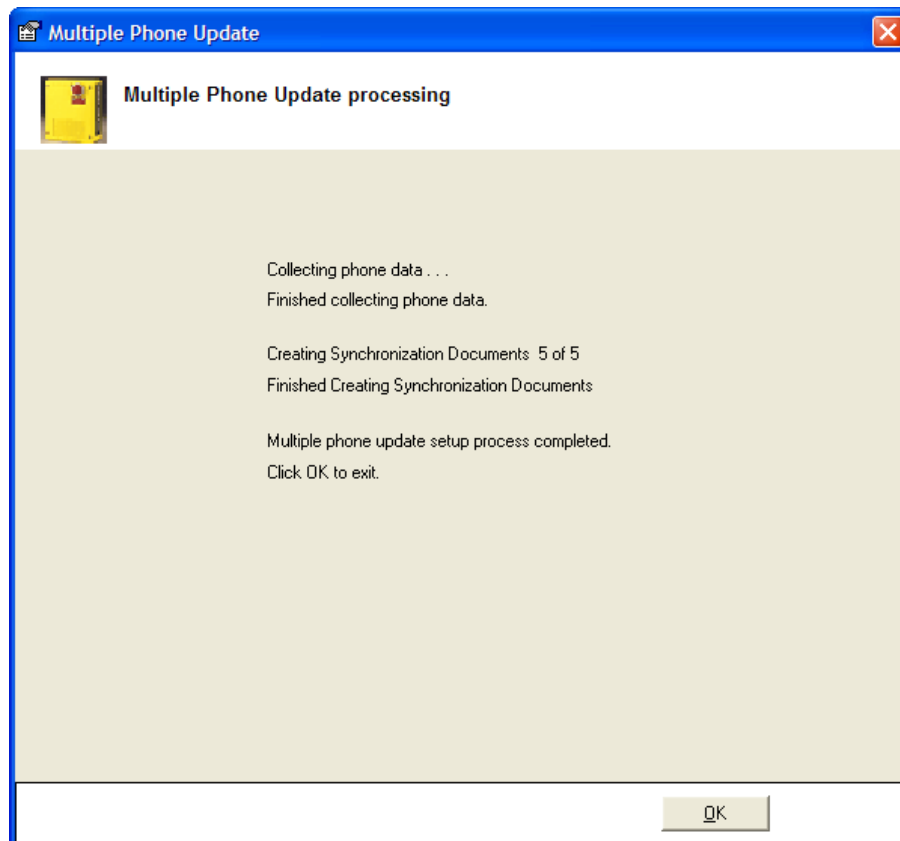 Multiple Phone Update
Multiple Phone Update processing
Collecting phone data . . .
Finished collecting phone data.
Creating Synchronization Documents  5 of 5
Finished Creating Synchronization Documents
Multiple phone update setup process completed.
Click OK to exit.
OK